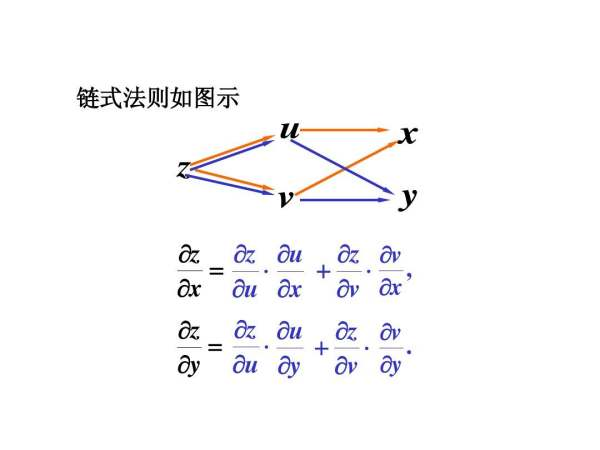 链式法则如图示
u x
z
v y
∂z/∂x = ∂z/∂u · ∂u/∂x + ∂z/∂v · ∂v/∂x ,
∂z/∂y = ∂z/∂u · ∂u/∂y + ∂z/∂v · ∂v/∂y .